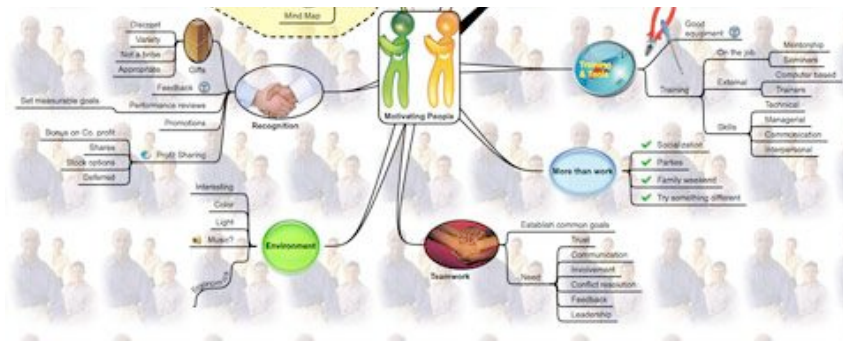 Mind Map
Motivating People
Discreet
Variety
Not a bribe
Appropriate
Gifts
Feedback
Set measurable goals
Performance reviews
Promotions
Recognition
Bonus on Co. profit
Shares
Stock options
Deferred
Profit Sharing
Interesting
Color
Light
Music?
Environment
Teamwork
Establish common goals
Need
Trust
Communication
Involvement
Conflict resolution
Feedback
Leadership
More than work
Socialization
Parties
Family weekend
Try something different
Training
& Tools
Good
equipment
Training
On the job
Mentorship
Seminars
External
Computer based
Trainers
Skills
Technical
Managerial
Communication
Interpersonal